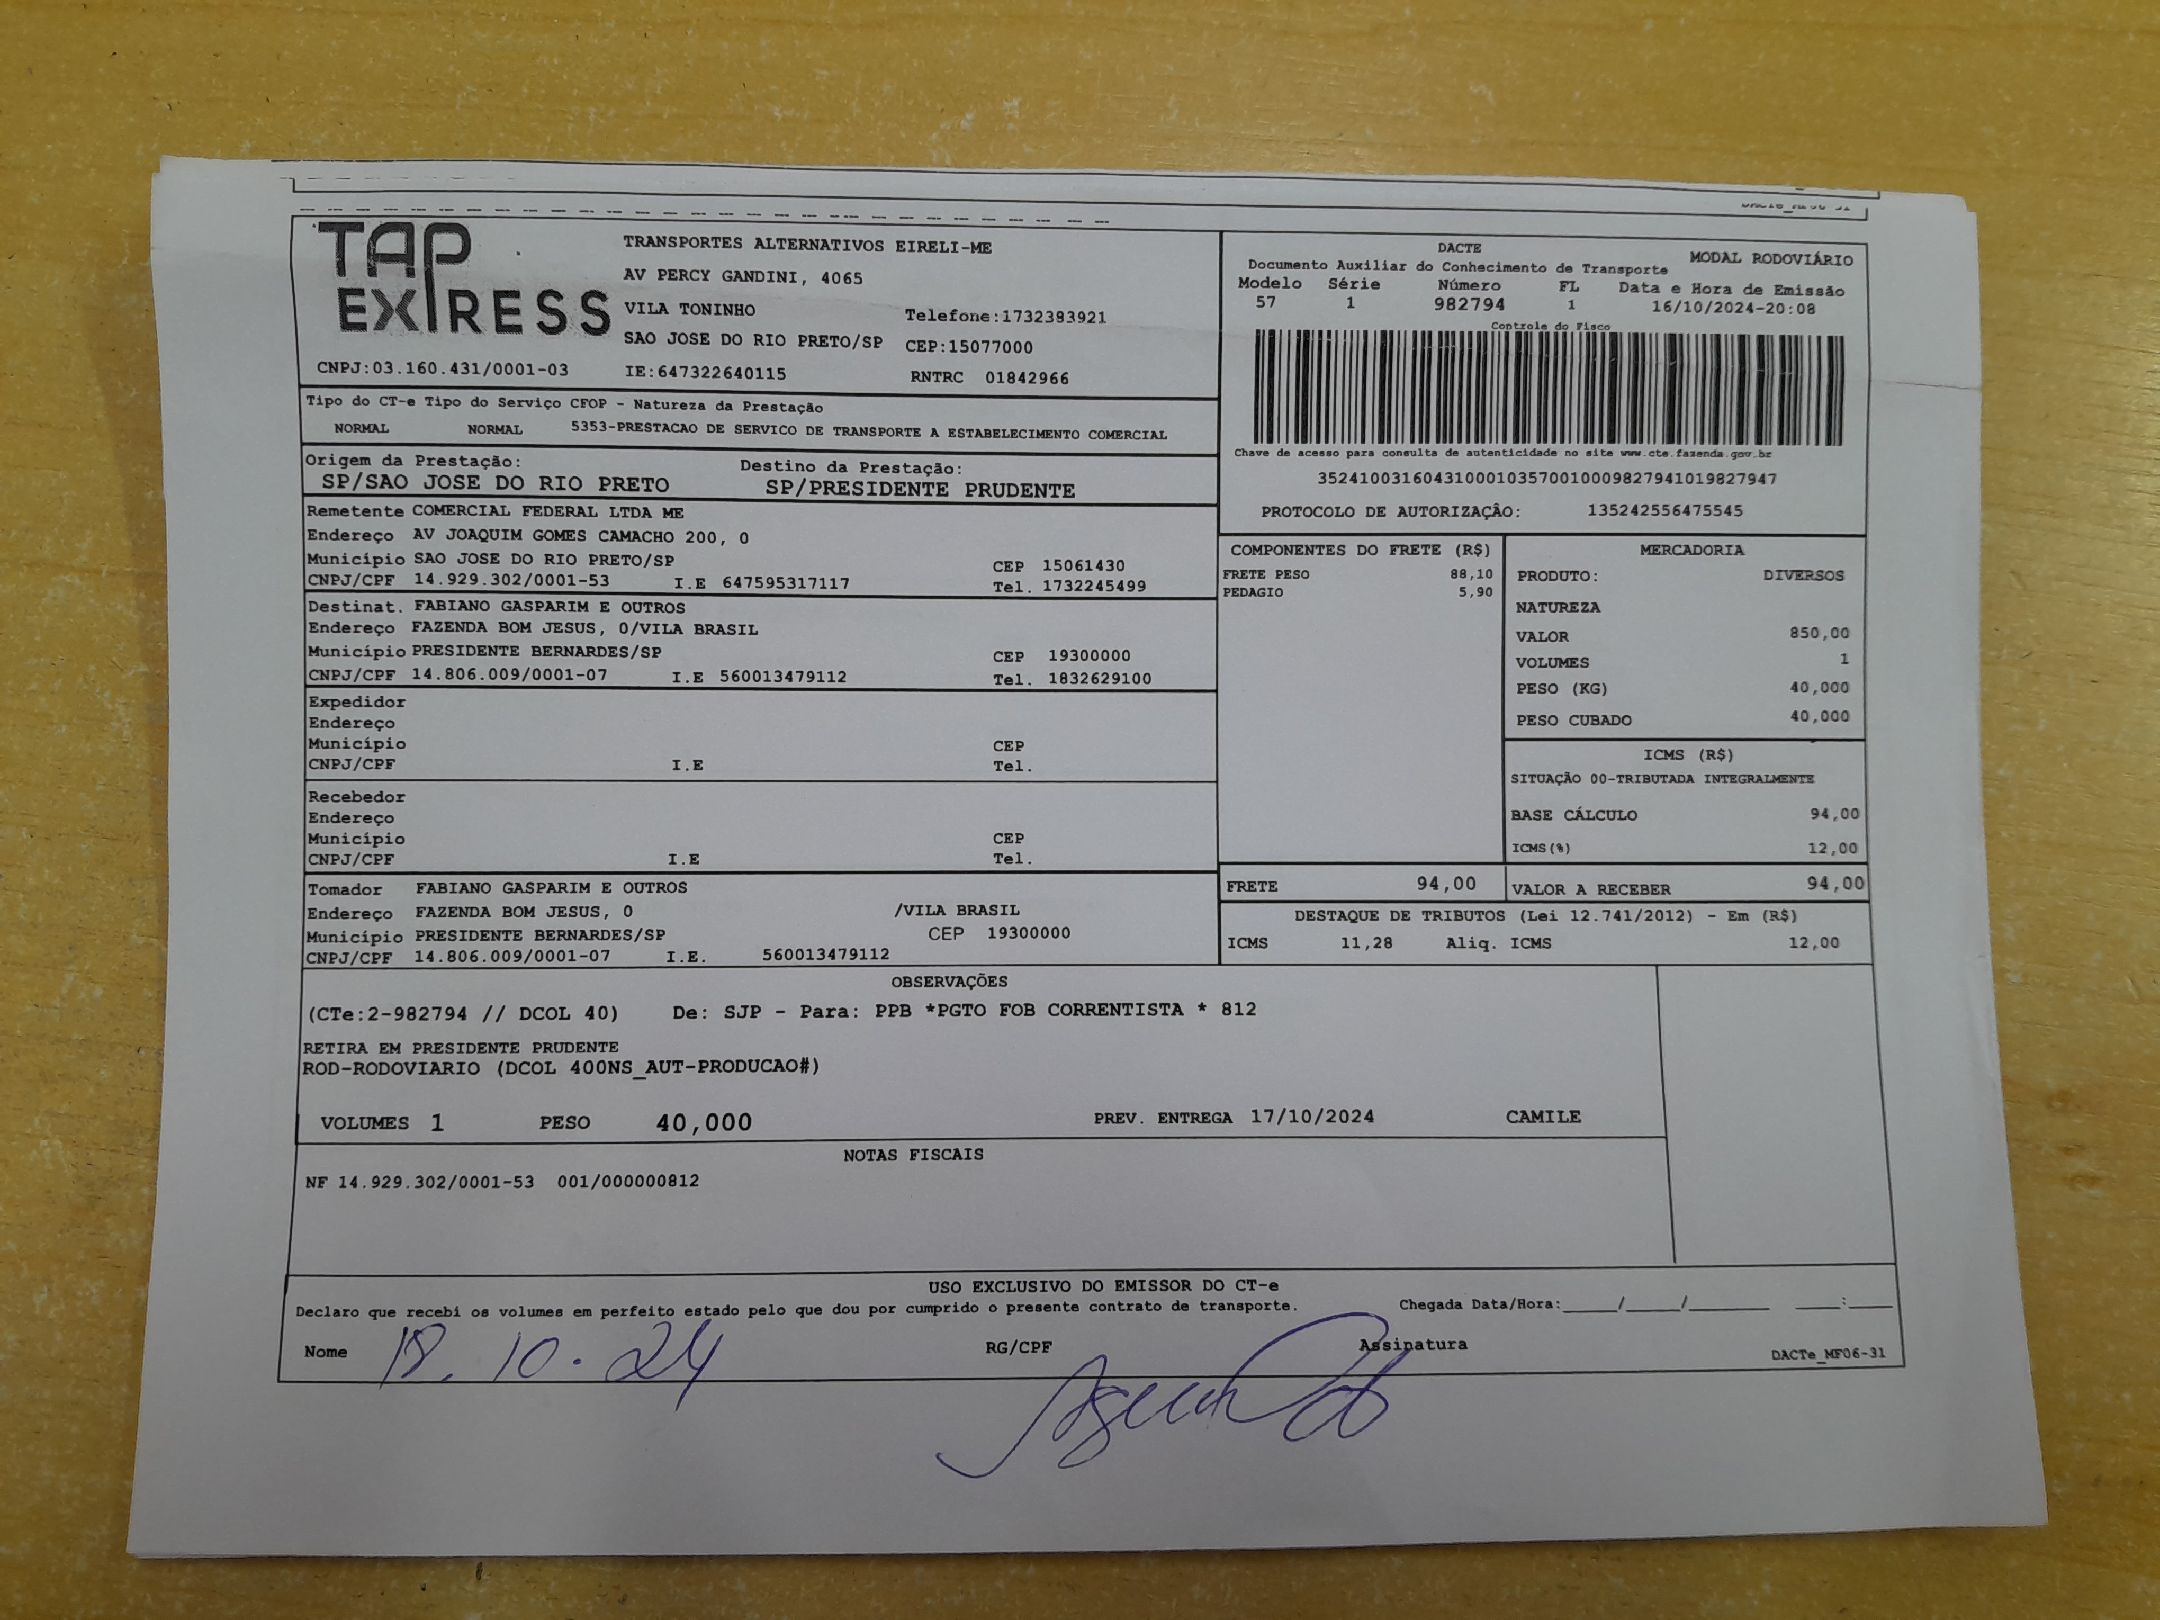 TAP EXPRESS
TRANSPORTES ALTERNATIVOS EIRELI-ME
AV PERCY GANDINI, 4065
VILA TONINHO Telefone:1732393921
SAO JOSE DO RIO PRETO/SP CEP:15077000
CNPJ:03.160.431/0001-03 IE:647322640115 RNTRC 01842966
DACTE MODAL RODOVIÁRIO
Documento Auxiliar do Conhecimento de Transporte
Modelo Série Número FL Data e Hora de Emissão
57 1 982794 1 16/10/2024-20:08
Controle do Fisco
Chave de acesso para consulta de autenticidade no site www.cte.fazenda.gov.br
35241003160431000103570010009827941019827947
PROTOCOLO DE AUTORIZAÇÂO: 135242556475545
Tipo do CT-e Tipo do Serviço CFOP - Natureza da Prestação
NORMAL NORMAL 5353-PRESTACAO DE SERVICO DE TRANSPORTE A ESTABELECIMENTO COMERCIAL
Origem da Prestação: Destino da Prestação:
SP/SAO JOSE DO RIO PRETO SP/PRESIDENTE PRUDENTE
Remetente COMERCIAL FEDERAL LTDA ME
Endereço AV JOAQUIM GOMES CAMACHO 200, 0
Município SAO JOSE DO RIO PRETO/SP CEP 15061430
CNPJ/CPF 14.929.302/0001-53 I.E 647595317117 Tel. 1732245499
Destinat. FABIANO GASPARIM E OUTROS
Endereço FAZENDA BOM JESUS, 0/VILA BRASIL
Município PRESIDENTE BERNARDES/SP CEP 19300000
CNPJ/CPF 14.806.009/0001-07 I.E 560013479112 Tel. 1832629100
Expedidor
Endereço
Município CEP
CNPJ/CPF I.E Tel.
Recebedor
Endereço
Município CEP
CNPJ/CPF I.E Tel.
Tomador FABIANO GASPARIM E OUTROS
Endereço FAZENDA BOM JESUS, 0 /VILA BRASIL
Município PRESIDENTE BERNARDES/SP CEP 19300000
CNPJ/CPF 14.806.009/0001-07 I.E. 560013479112
COMPONENTES DO FRETE (R$)
FRETE PESO 88,10
PEDAGIO 5,90
MERCADORIA
PRODUTO: DIVERSOS
NATUREZA
VALOR 850,00
VOLUMES 1
PESO (KG) 40,000
PESO CUBADO 40,000
ICMS (R$)
SITUAÇÃO 00-TRIBUTADA INTEGRALMENTE
BASE CÁLCULO 94,00
ICMS(%) 12,00
FRETE 94,00 VALOR A RECEBER 94,00
DESTAQUE DE TRIBUTOS (Lei 12.741/2012) - Em (R$)
ICMS 11,28 Aliq. ICMS 12,00
OBSERVAÇÕES
(CTe:2-982794 // DCOL 40) De: SJP - Para: PPB *PGTO FOB CORRENTISTA * 812
RETIRA EM PRESIDENTE PRUDENTE
ROD-RODOVIARIO (DCOL 400NS_AUT-PRODUCAO#)
VOLUMES 1 PESO 40,000 PREV. ENTREGA 17/10/2024 CAMILE
NOTAS FISCAIS
NF 14.929.302/0001-53 001/000000812
USO EXCLUSIVO DO EMISSOR DO CT-e
Declaro que recebi os volumes em perfeito estado pelo que dou por cumprido o presente contrato de transporte. Chegada Data/Hora:____/____/______ ___:___
Nome 18.10.24 RG/CPF Assinatura DACTe_MF06-31